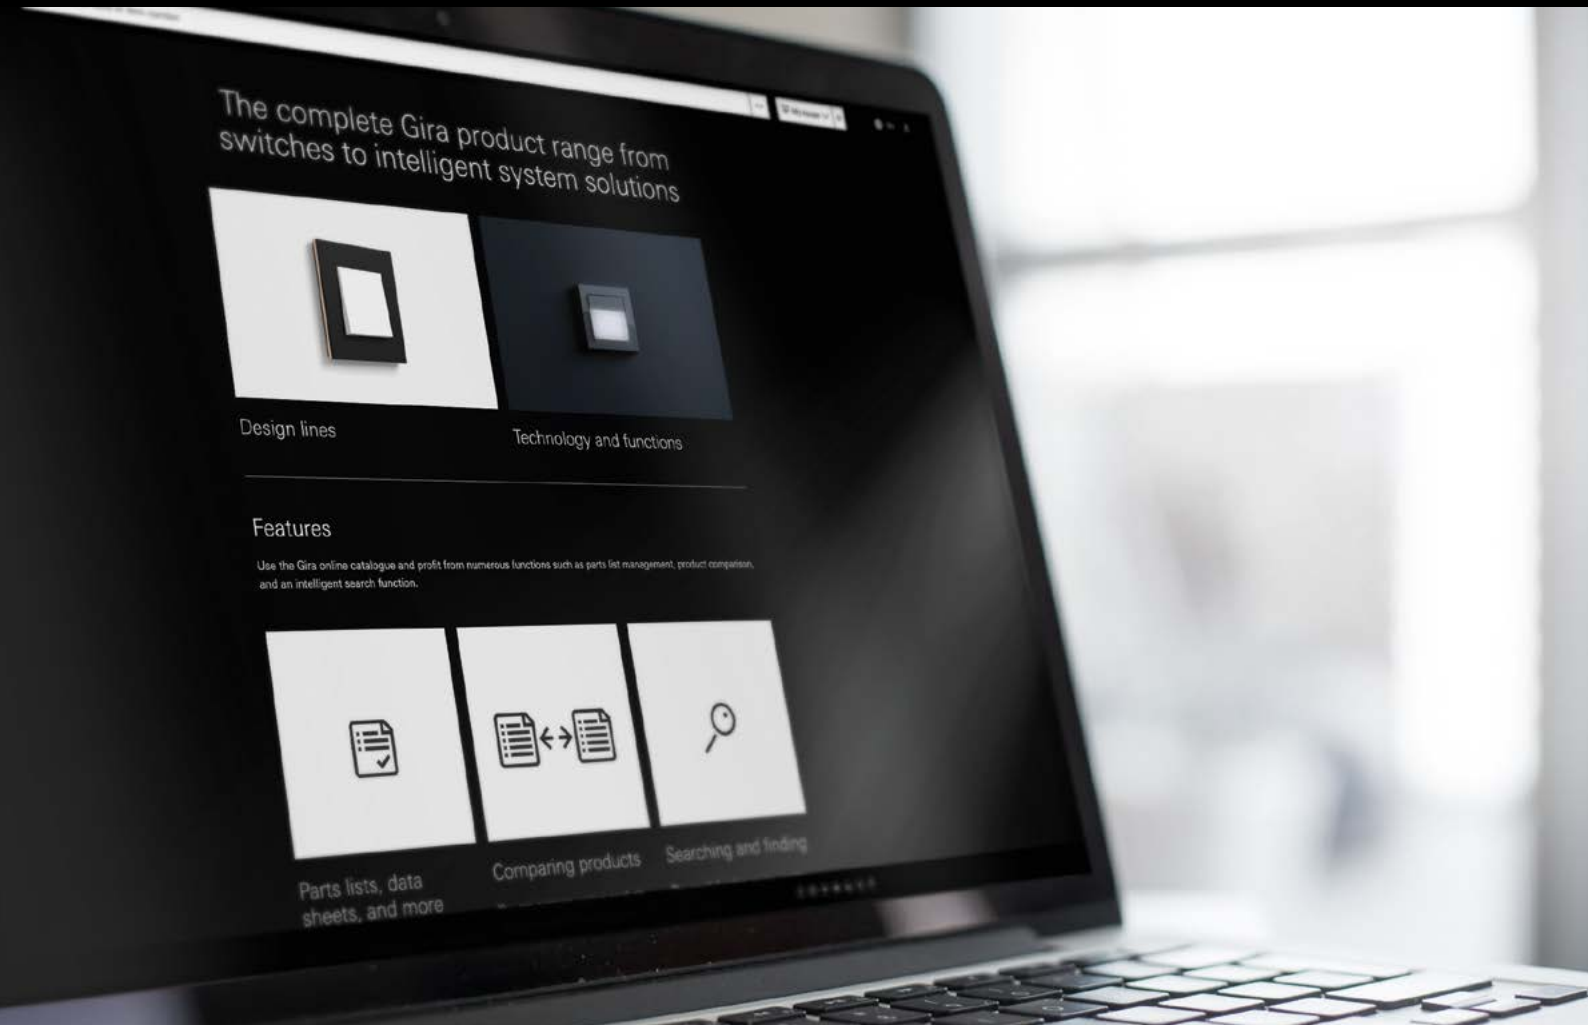 The complete Gira product range from
switches to intelligent system solutions
Design lines
Technology and functions
Features
Use the Gira online catalogue and profit from numerous functions such as parts list management, product comparison,
and an intelligent search function.
Parts lists, data
sheets, and more
Comparing products
Searching and finding